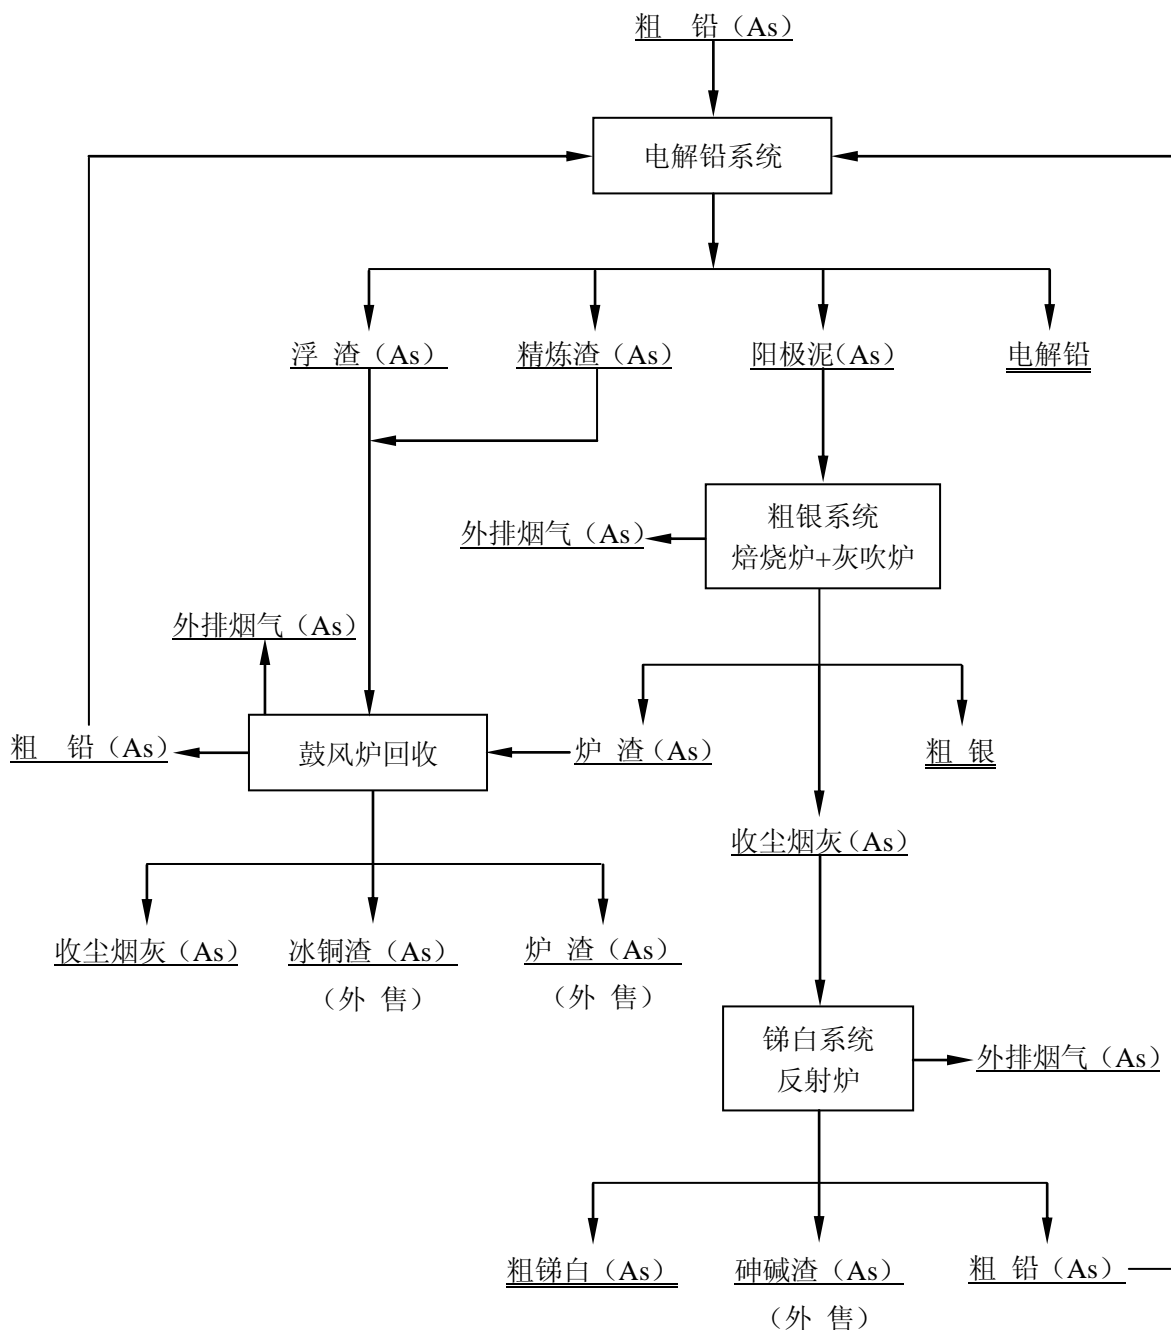 粗 铅（As）
电解铅系统
浮 渣（As）
精炼渣（As）
阳极泥（As）
电解铅
粗银系统
焙烧炉+灰吹炉
外排烟气（As）
外排烟气（As）
粗 铅（As）
鼓风炉回收
炉 渣（As）
粗 银
收尘烟灰（As）
收尘烟灰（As）
冰铜渣（As）
（外 售）
炉 渣（As）
（外 售）
锑白系统
反射炉
外排烟气（As）
粗锑白（As）
砷碱渣（As）
（外 售）
粗 铅（As）